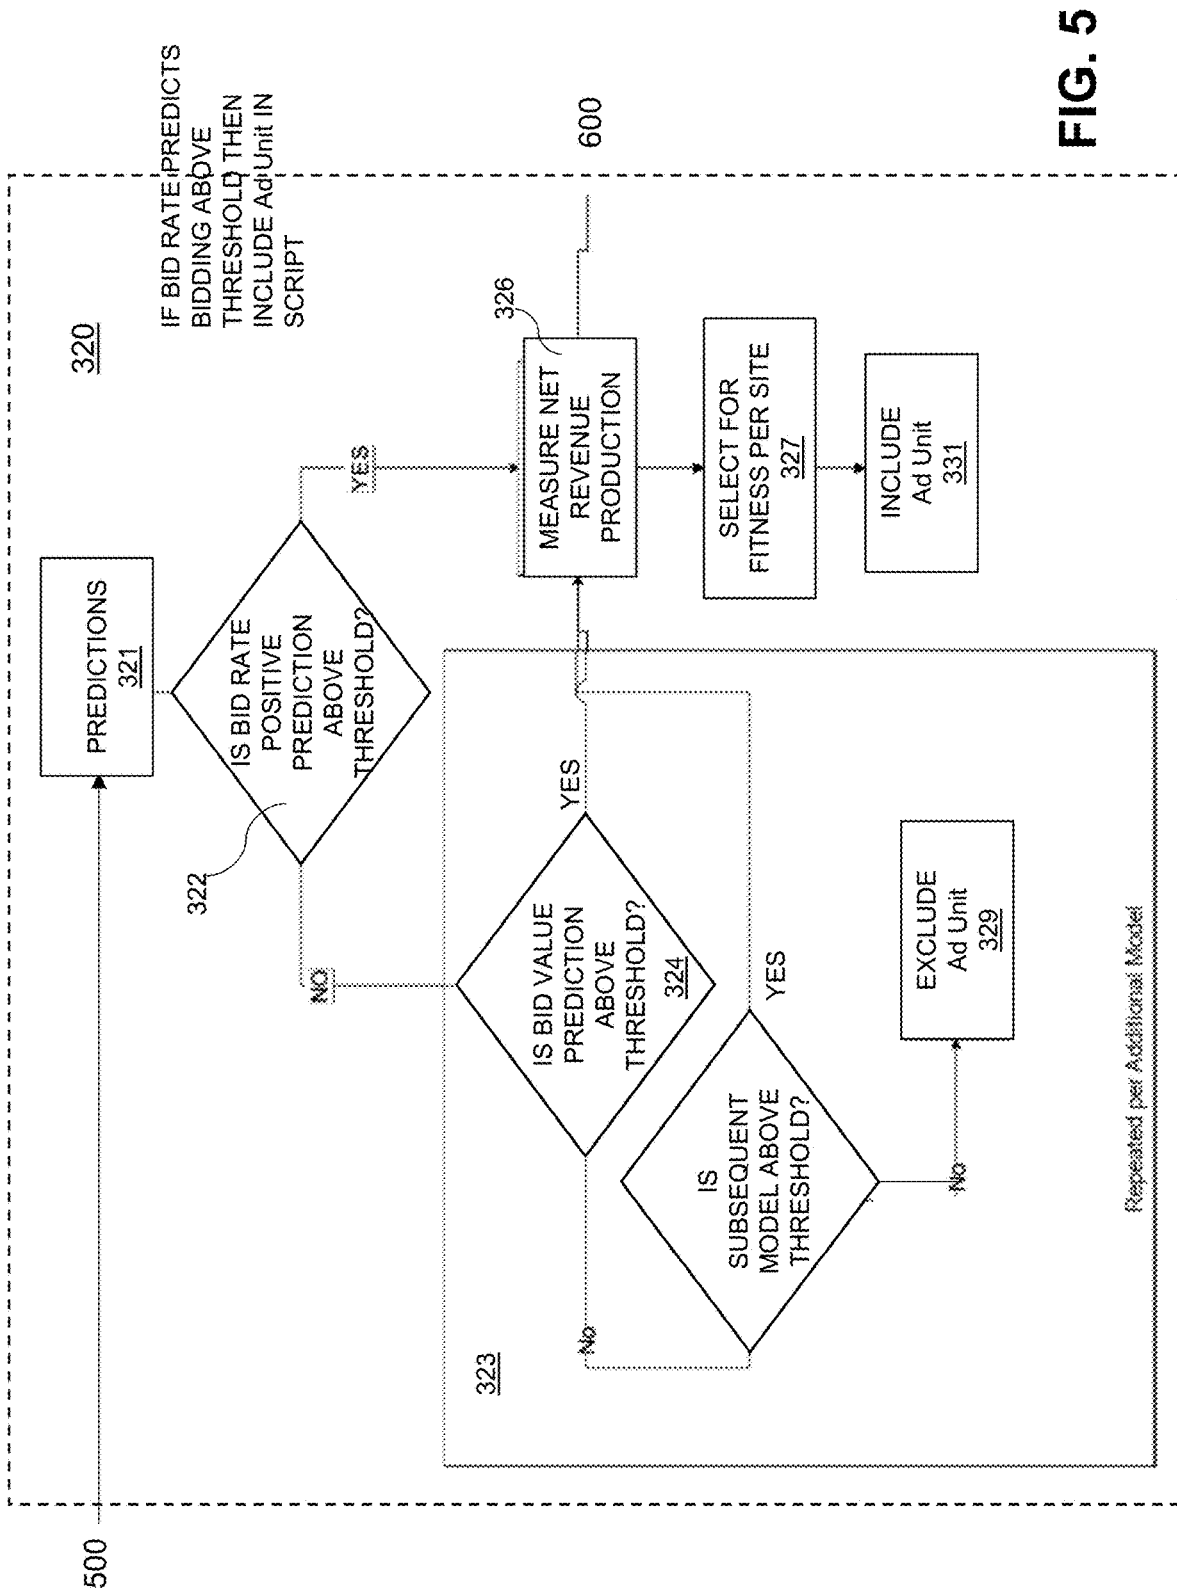 500
320
IF BID RATE PREDICTS
BIDDING ABOVE
THRESHOLD THEN
INCLUDE Ad Unit IN
SCRIPT
PREDICTIONS
321
322
IS BID RATE
POSITIVE
PREDICTION
ABOVE
THRESHOLD?
NO
YES
323
IS BID VALUE
PREDICTION
ABOVE
THRESHOLD?
324
YES
No
IS
SUBSEQUENT
MODEL ABOVE
THRESHOLD?
YES
No
EXCLUDE
Ad Unit
329
Repeated per Additional Model
326
MEASURE NET
REVENUE
PRODUCTION
600
SELECT FOR
FITNESS PER SITE
327
INCLUDE
Ad Unit
331
FIG. 5